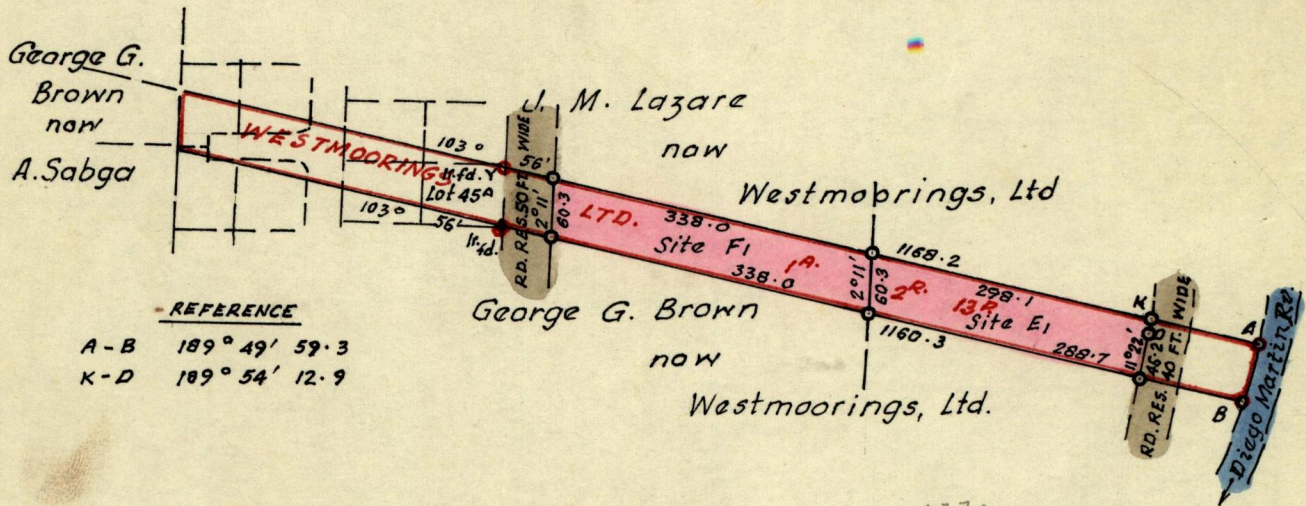 George G.
Brown
now
A. Sabga
WESTMOORINGS
LTD.
J. M. Lazare
now
Westmoorings, Ltd
103°
56'
Ir. fd. Y
Lot 45A
103°
56'
Ir. fd.
RD. RES. 50 FT. WIDE
2° 11'
60.3
338.0
Site F1
338.0
1A.
2R.
13P.
2° 11'
60.3
1168.2
298.1
Site E1
1160.3
288.7
11° 22'
45.2
K
RD. RES. 40 FT. WIDE
A
B
Diego Martin
George G. Brown
now
Westmoorings, Ltd.
REFERENCE
A-B 189° 49' 59.3
K-D 189° 54' 12.9